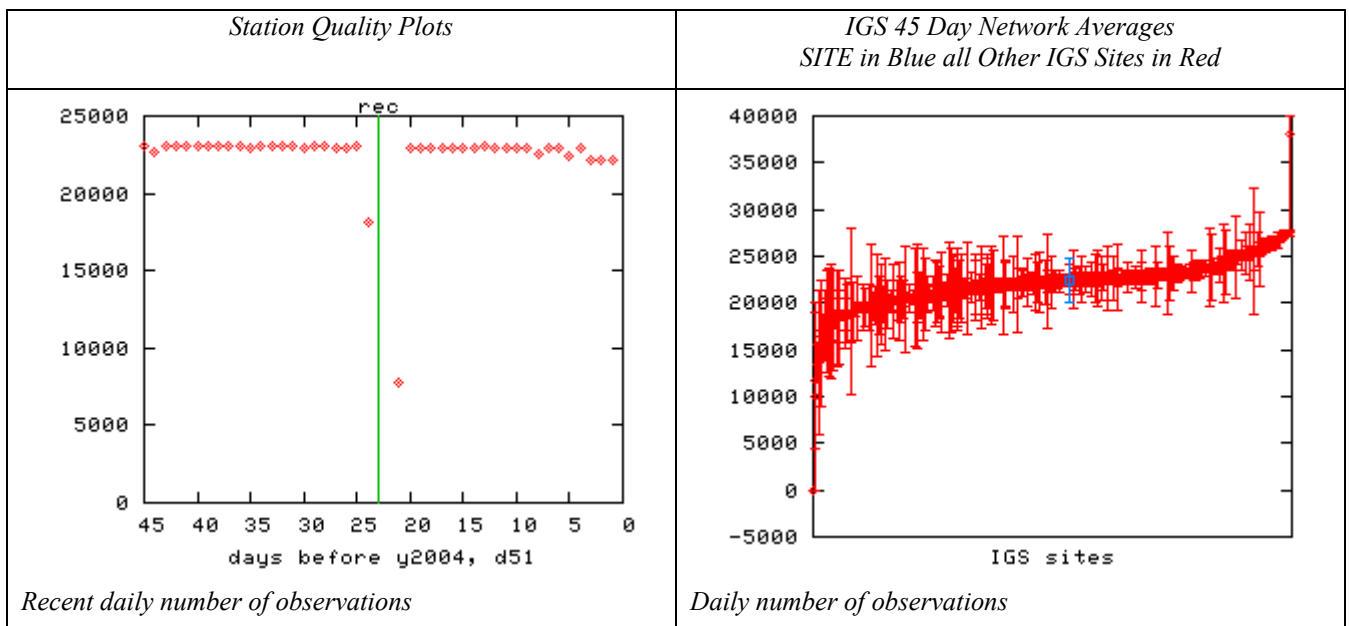 Station Quality Plots
IGS 45 Day Network Averages
SITE in Blue all Other IGS Sites in Red
rec
25000
20000
15000
10000
5000
0
45 40 35 30 25 20 15 10 5 0
days before y2004, d51
Recent daily number of observations
40000
35000
30000
25000
20000
15000
10000
5000
0
-5000
IGS sites
Daily number of observations